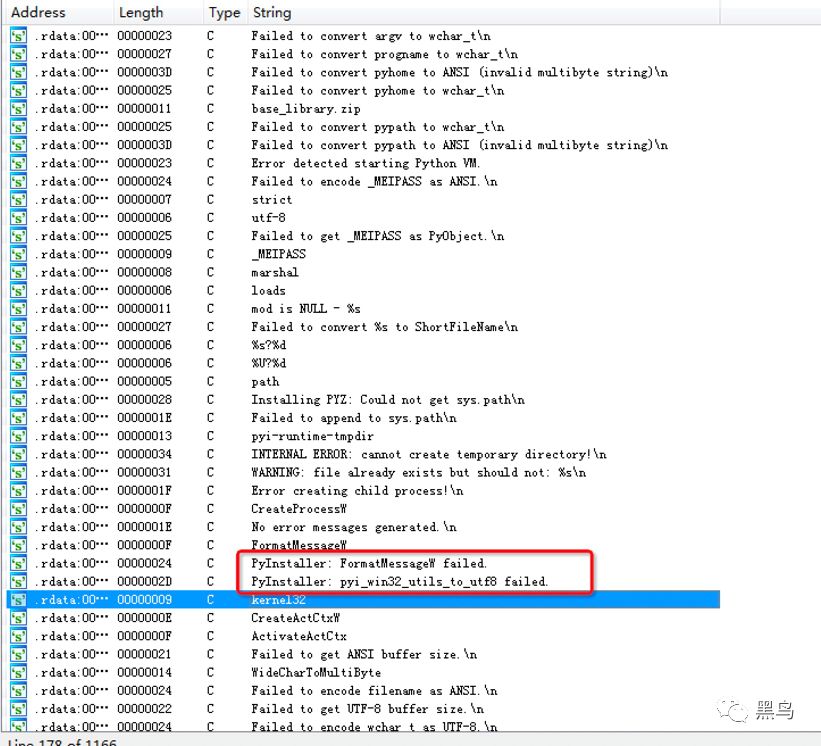 Address Length Type String
's' .rdata:00… 00000023 C Failed to convert argv to wchar_t\n
's' .rdata:00… 00000027 C Failed to convert progname to wchar_t\n
's' .rdata:00… 0000003D C Failed to convert pyhome to ANSI (invalid multibyte string)\n
's' .rdata:00… 00000025 C Failed to convert pyhome to wchar_t\n
's' .rdata:00… 00000011 C base_library.zip
's' .rdata:00… 00000025 C Failed to convert pypath to wchar_t\n
's' .rdata:00… 0000003D C Failed to convert pypath to ANSI (invalid multibyte string)\n
's' .rdata:00… 00000023 C Error detected starting Python VM.
's' .rdata:00… 00000024 C Failed to encode _MEIPASS as ANSI.\n
's' .rdata:00… 00000007 C strict
's' .rdata:00… 00000006 C utf-8
's' .rdata:00… 00000025 C Failed to get _MEIPASS as PyObject.\n
's' .rdata:00… 00000009 C _MEIPASS
's' .rdata:00… 00000008 C marshal
's' .rdata:00… 00000006 C loads
's' .rdata:00… 00000011 C mod is NULL - %s
's' .rdata:00… 00000027 C Failed to convert %s to ShortFileName\n
's' .rdata:00… 00000006 C %s?%d
's' .rdata:00… 00000006 C %U?%d
's' .rdata:00… 00000005 C path
's' .rdata:00… 00000028 C Installing PYZ: Could not get sys.path\n
's' .rdata:00… 0000001E C Failed to append to sys.path\n
's' .rdata:00… 00000013 C pyi-runtime-tmpdir
's' .rdata:00… 00000034 C INTERNAL ERROR: cannot create temporary directory!\n
's' .rdata:00… 00000031 C WARNING: file already exists but should not: %s\n
's' .rdata:00… 0000001F C Error creating child process!\n
's' .rdata:00… 0000000F C CreateProcessW
's' .rdata:00… 0000001E C No error messages generated.\n
's' .rdata:00… 0000000F C FormatMessageW
's' .rdata:00… 00000024 C PyInstaller: FormatMessageW failed.
's' .rdata:00… 0000002D C PyInstaller: pyi_win32_utils_to_utf8 failed.
's' .rdata:00… 00000009 C kernel32
's' .rdata:00… 0000000E C CreateActCtxW
's' .rdata:00… 0000000F C ActivateActCtx
's' .rdata:00… 00000021 C Failed to get ANSI buffer size.\n
's' .rdata:00… 00000014 C WideCharToMultiByte
's' .rdata:00… 00000024 C Failed to encode filename as ANSI.\n
's' .rdata:00… 00000022 C Failed to get UTF-8 buffer size.\n
's' .rdata:00… 00000024 C Failed to encode wchar_t as UTF-8.\n
黑鸟
Line 178 of 1166